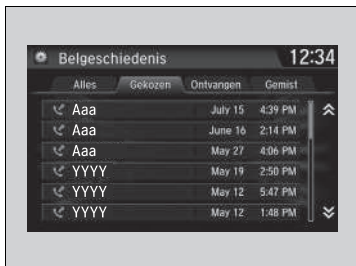 Belgeschiedenis 12:34
Alles Gekozen Ontvangen Gemist
Aaa July 15 4:39 PM
Aaa June 16 2:14 PM
Aaa May 27 4:06 PM
YYYY May 19 2:50 PM
YYYY May 12 5:47 PM
YYYY May 12 1:48 PM